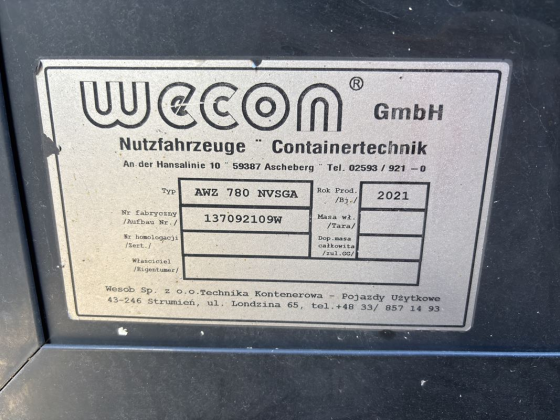 wecon® GmbH
Nutzfahrzeuge ¨ Containertechnik
An der Hansalinie 10 ¨ 59387 Ascheberg ¨ Tel. 02593 / 921 - 0
Typ AWZ 780 NVSGA Rok Prod. /Bj./ 2021
Nr fabryczny /Aufbau Nr./ 137092109W Masa wł. /Tara/
Nr homologacji /Zert./ Dop.masa całkowita /zul.GG/
Właściciel /Eigentümer/
Wesob Sp. z o.o.Technika Kontenerowa - Pojazdy Użytkowe
43-246 Strumień, ul. Londzina 65, tel.+48 33/ 857 14 93